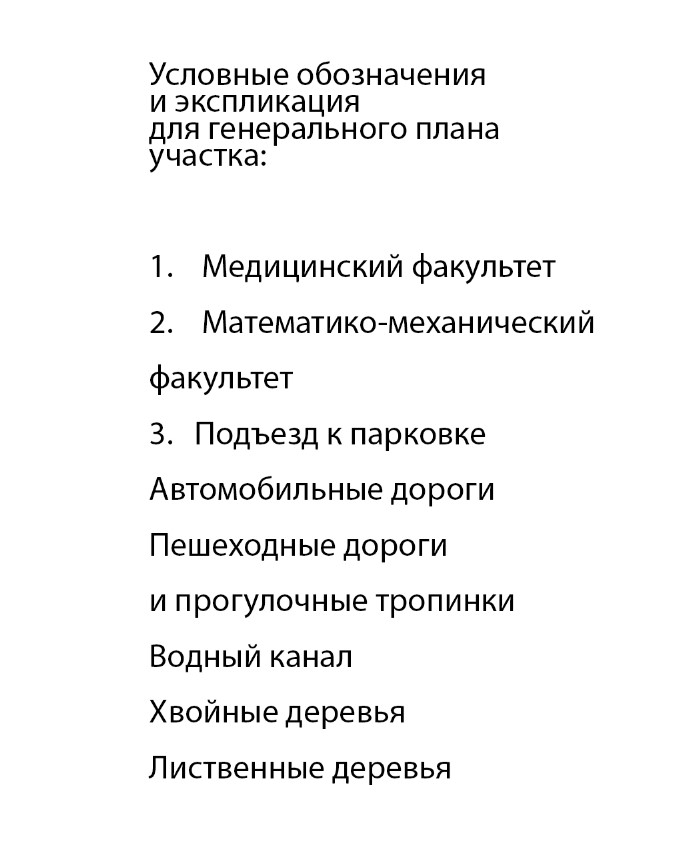 Условные обозначения
и экспликация
для генерального плана
участка:
1. Медицинский факультет
2. Математико-механический
факультет
3. Подъезд к парковке
Автомобильные дороги
Пешеходные дороги
и прогулочные тропинки
Водный канал
Хвойные деревья
Лиственные деревья